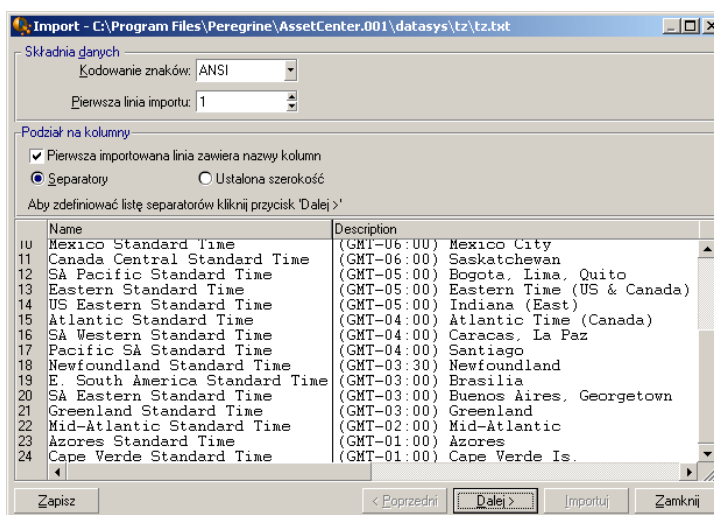 Import - C:\Program Files\Peregrine\AssetCenter.001\datasys\tz\tz.txt
Składnia danych
Kodowanie znaków: ANSI
Pierwsza linia importu: 1
Podział na kolumny
Pierwsza importowana linia zawiera nazwy kolumn
Separatory Ustalona szerokość
Aby zdefiniować listę separatorów kliknij przycisk 'Dalej >'
Name Description
10 Mexico Standard Time (GMT-06:00) Mexico City
11 Canada Central Standard Time (GMT-06:00) Saskatchewan
12 SA Pacific Standard Time (GMT-05:00) Bogota, Lima, Quito
13 Eastern Standard Time (GMT-05:00) Eastern Time (US & Canada)
14 US Eastern Standard Time (GMT-05:00) Indiana (East)
15 Atlantic Standard Time (GMT-04:00) Atlantic Time (Canada)
16 SA Western Standard Time (GMT-04:00) Caracas, La Paz
17 Pacific SA Standard Time (GMT-04:00) Santiago
18 Newfoundland Standard Time (GMT-03:30) Newfoundland
19 E. South America Standard Time (GMT-03:00) Brasilia
20 SA Eastern Standard Time (GMT-03:00) Buenos Aires, Georgetown
21 Greenland Standard Time (GMT-03:00) Greenland
22 Mid-Atlantic Standard Time (GMT-02:00) Mid-Atlantic
23 Azores Standard Time (GMT-01:00) Azores
24 Cape Verde Standard Time (GMT-01:00) Cape Verde Is.
Zapisz < Poprzedni Dalej > Importuj Zamknij